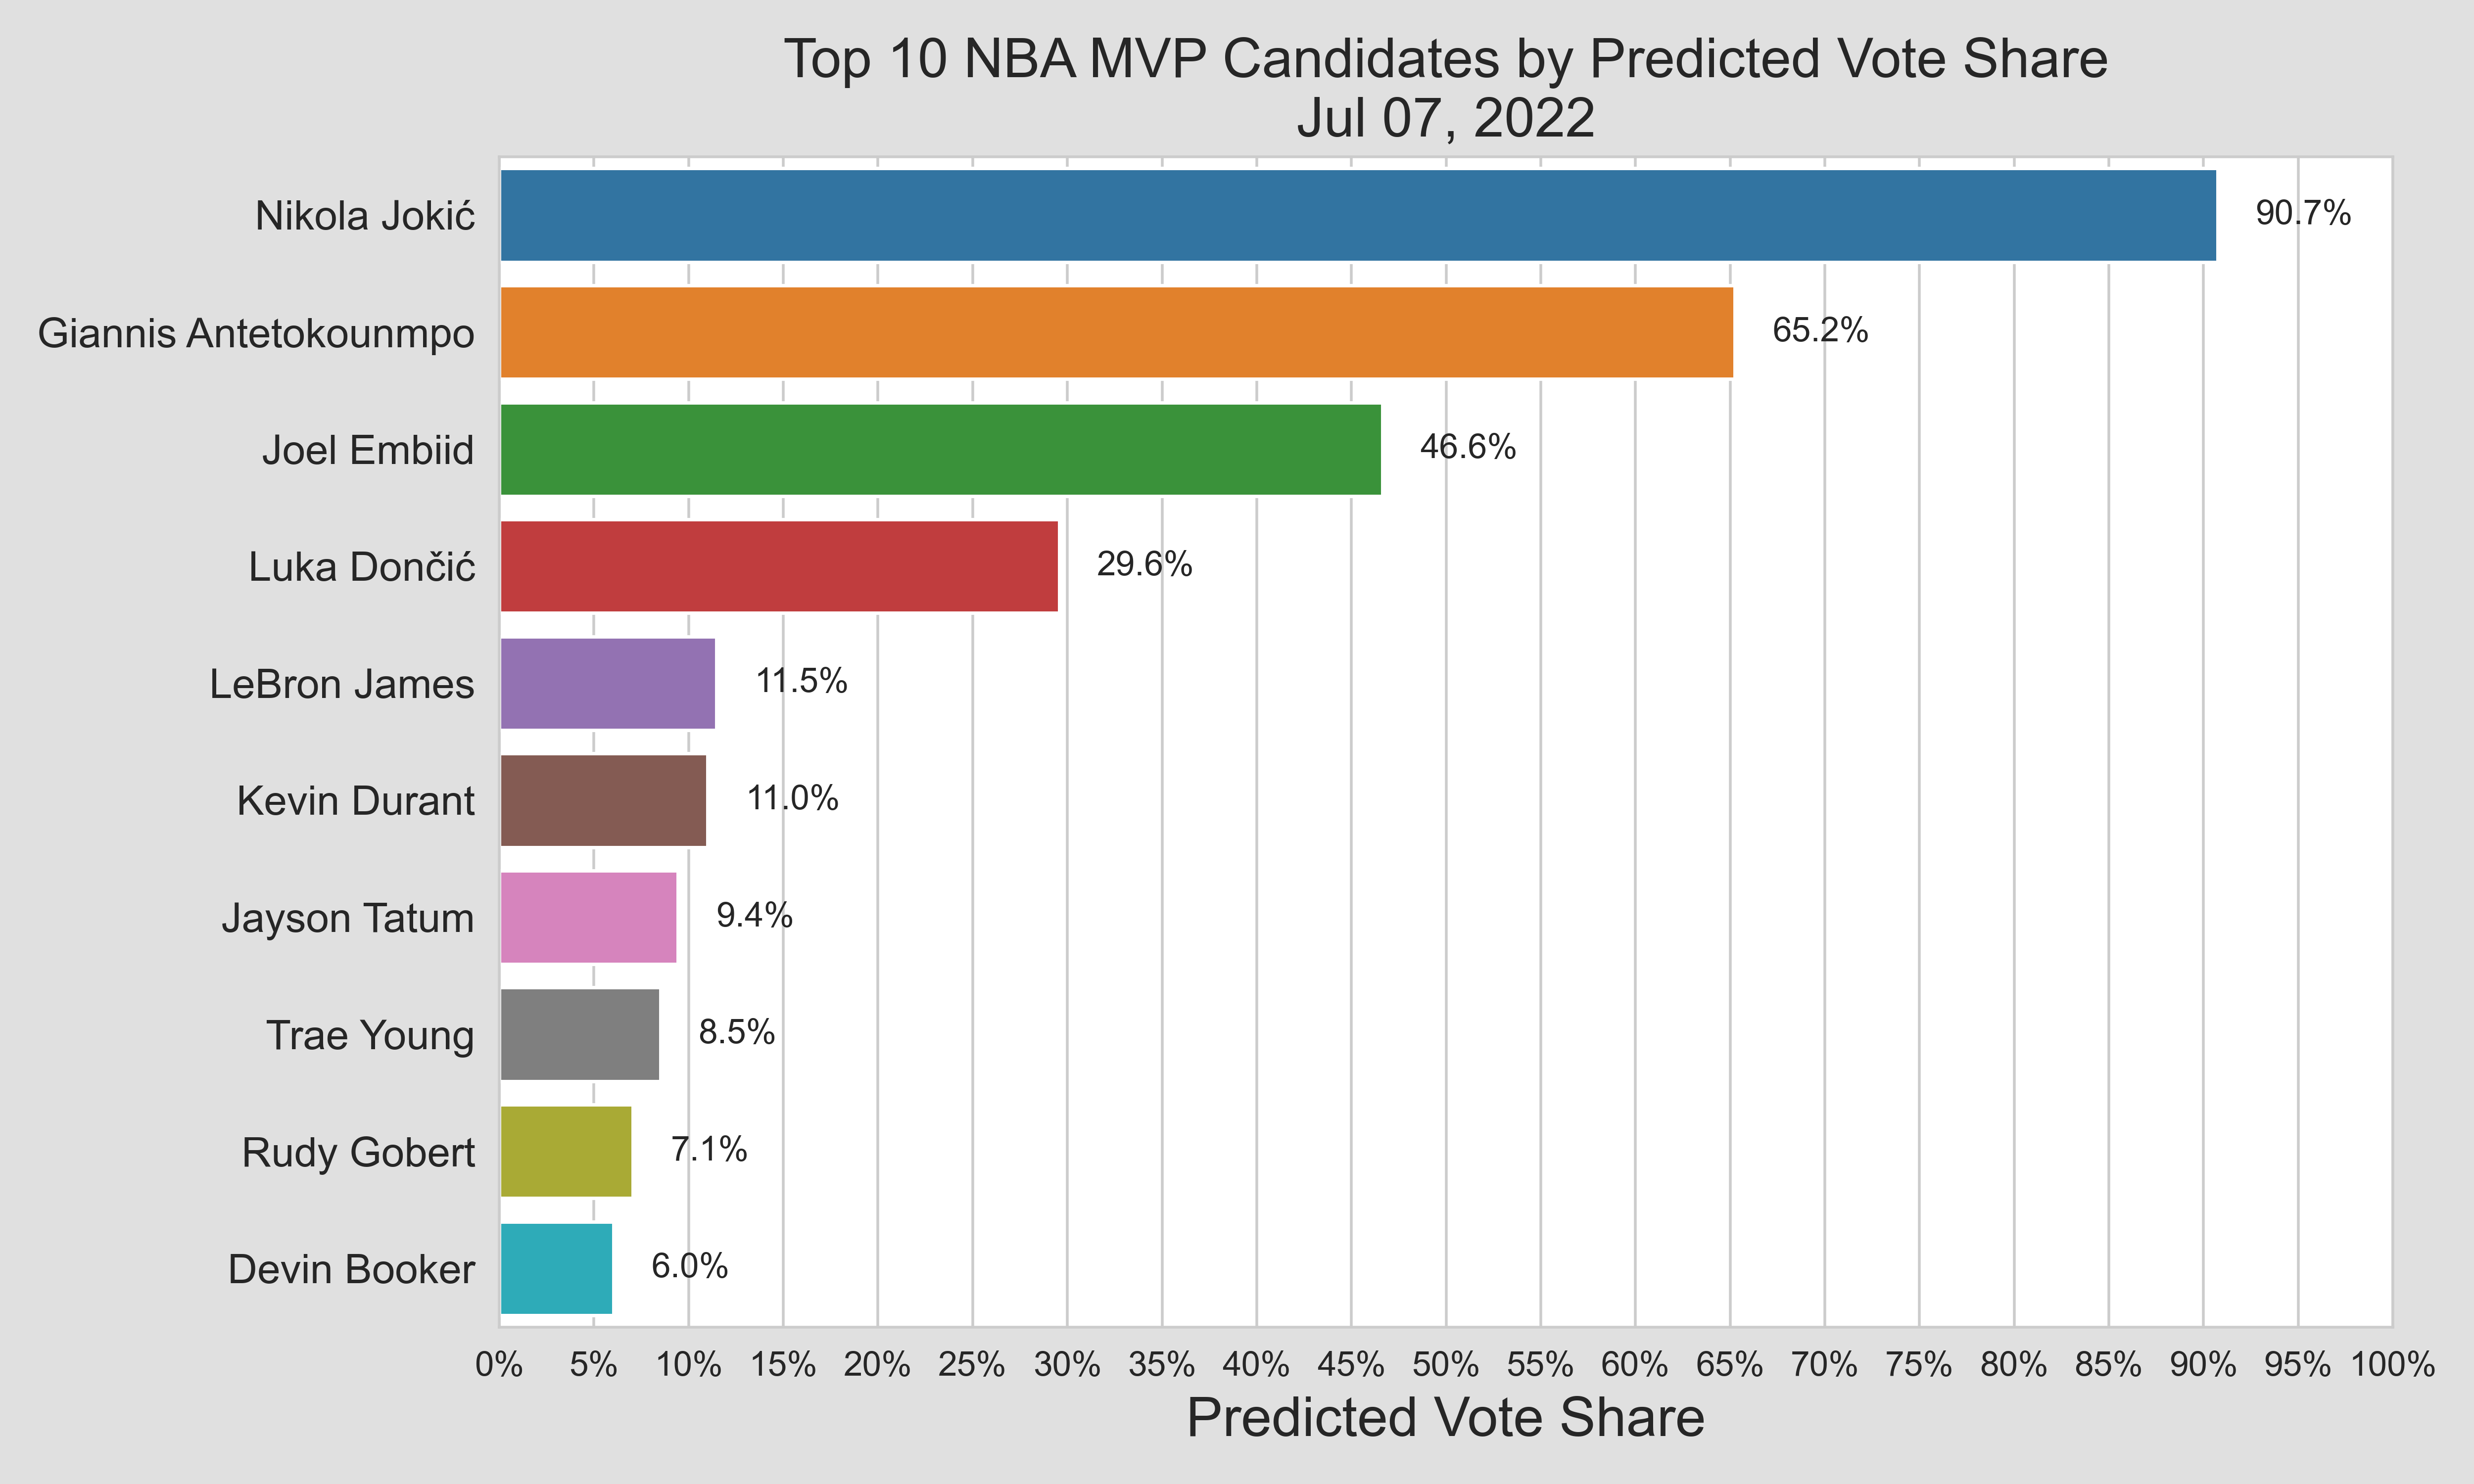 Top 10 NBA MVP Candidates by Predicted Vote Share
Jul 07, 2022
Nikola Jokić 90.7%
Giannis Antetokounmpo 65.2%
Joel Embiid 46.6%
Luka Dončić 29.6%
LeBron James 11.5%
Kevin Durant 11.0%
Jayson Tatum 9.4%
Trae Young 8.5%
Rudy Gobert 7.1%
Devin Booker 6.0%
0% 5% 10% 15% 20% 25% 30% 35% 40% 45% 50% 55% 60% 65% 70% 75% 80% 85% 90% 95% 100%
Predicted Vote Share